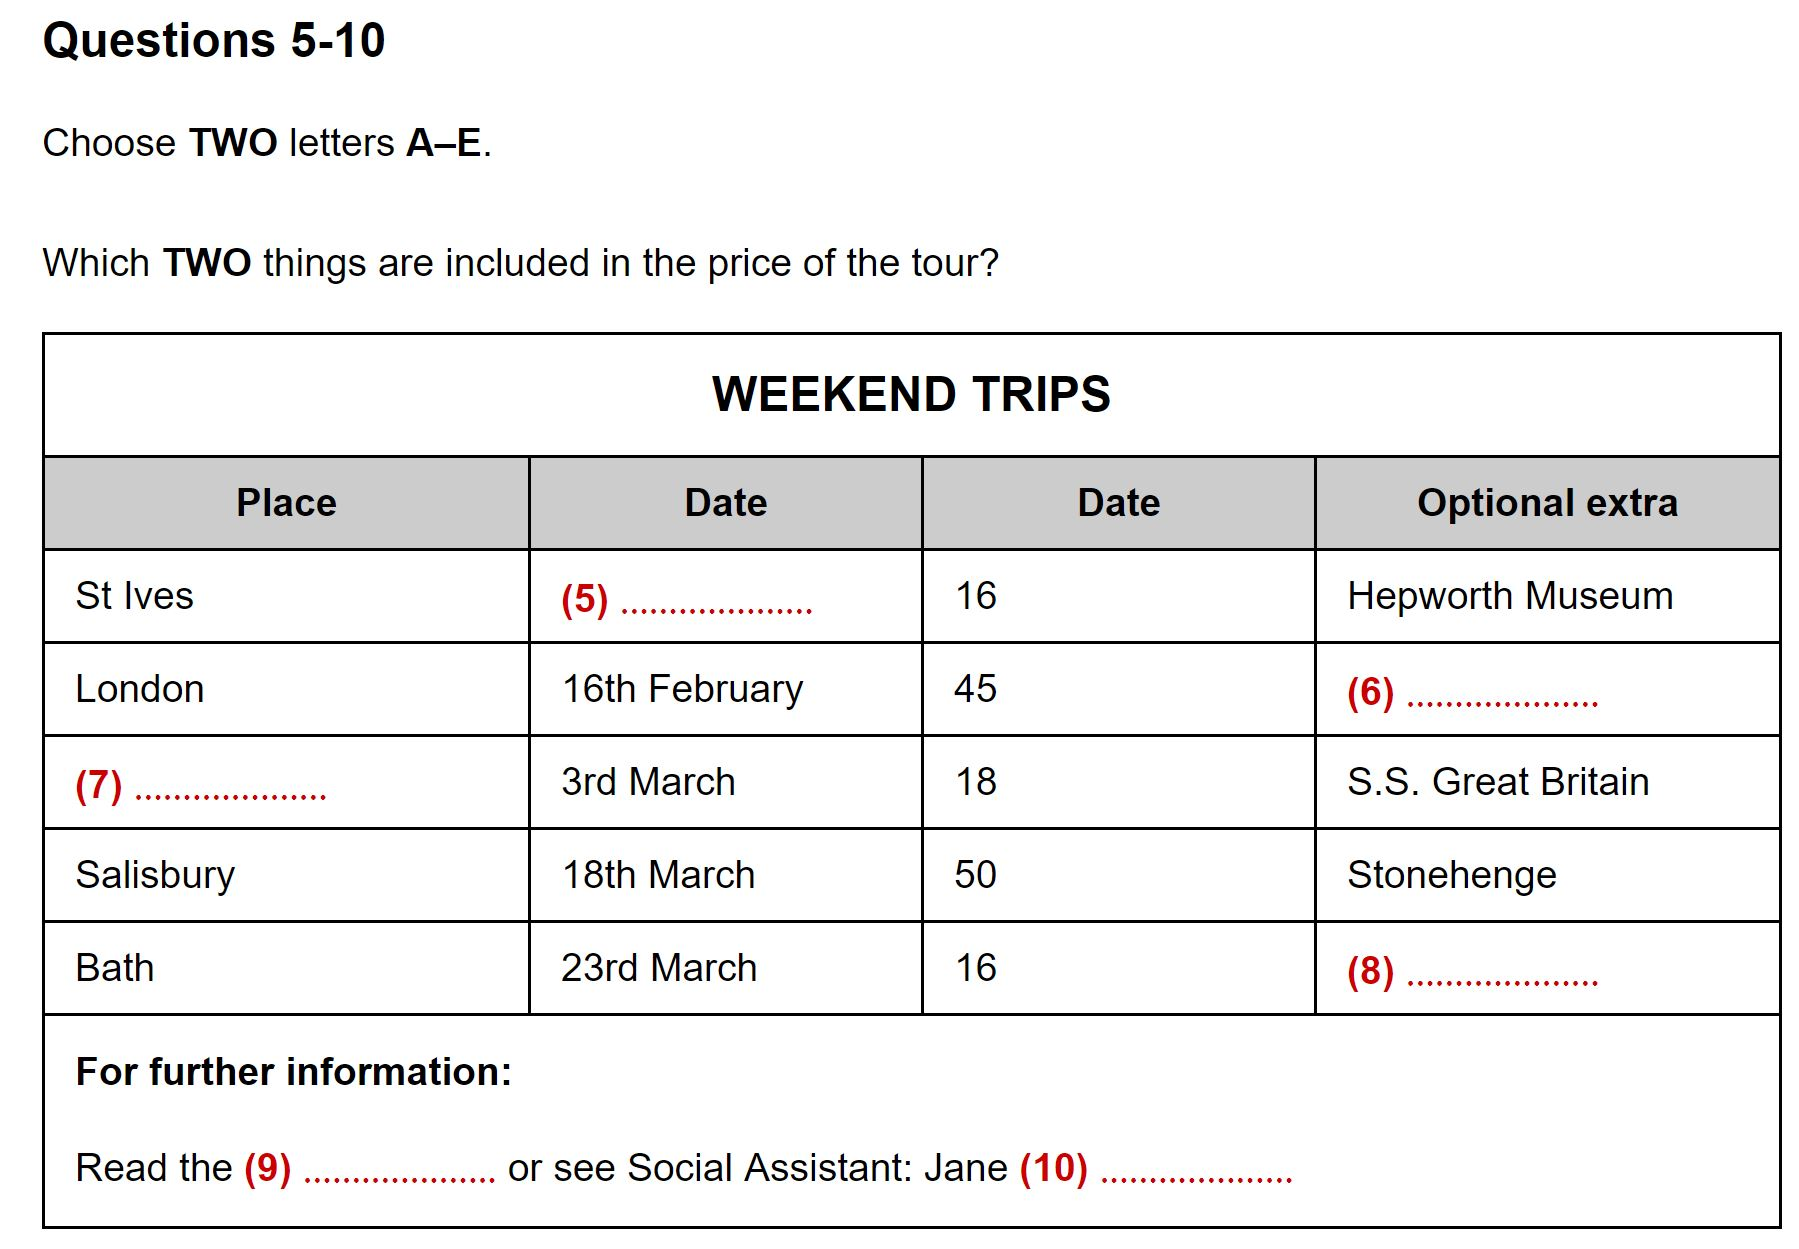 Questions 5-10
Choose TWO letters A–E.
Which TWO things are included in the price of the tour?
WEEKEND TRIPS
Place Date Date Optional extra
St Ives (5) .................... 16 Hepworth Museum
London 16th February 45 (6) ....................
(7) .................... 3rd March 18 S.S. Great Britain
Salisbury 18th March 50 Stonehenge
Bath 23rd March 16 (8) ....................
For further information:
Read the (9) .................... or see Social Assistant: Jane (10) ....................